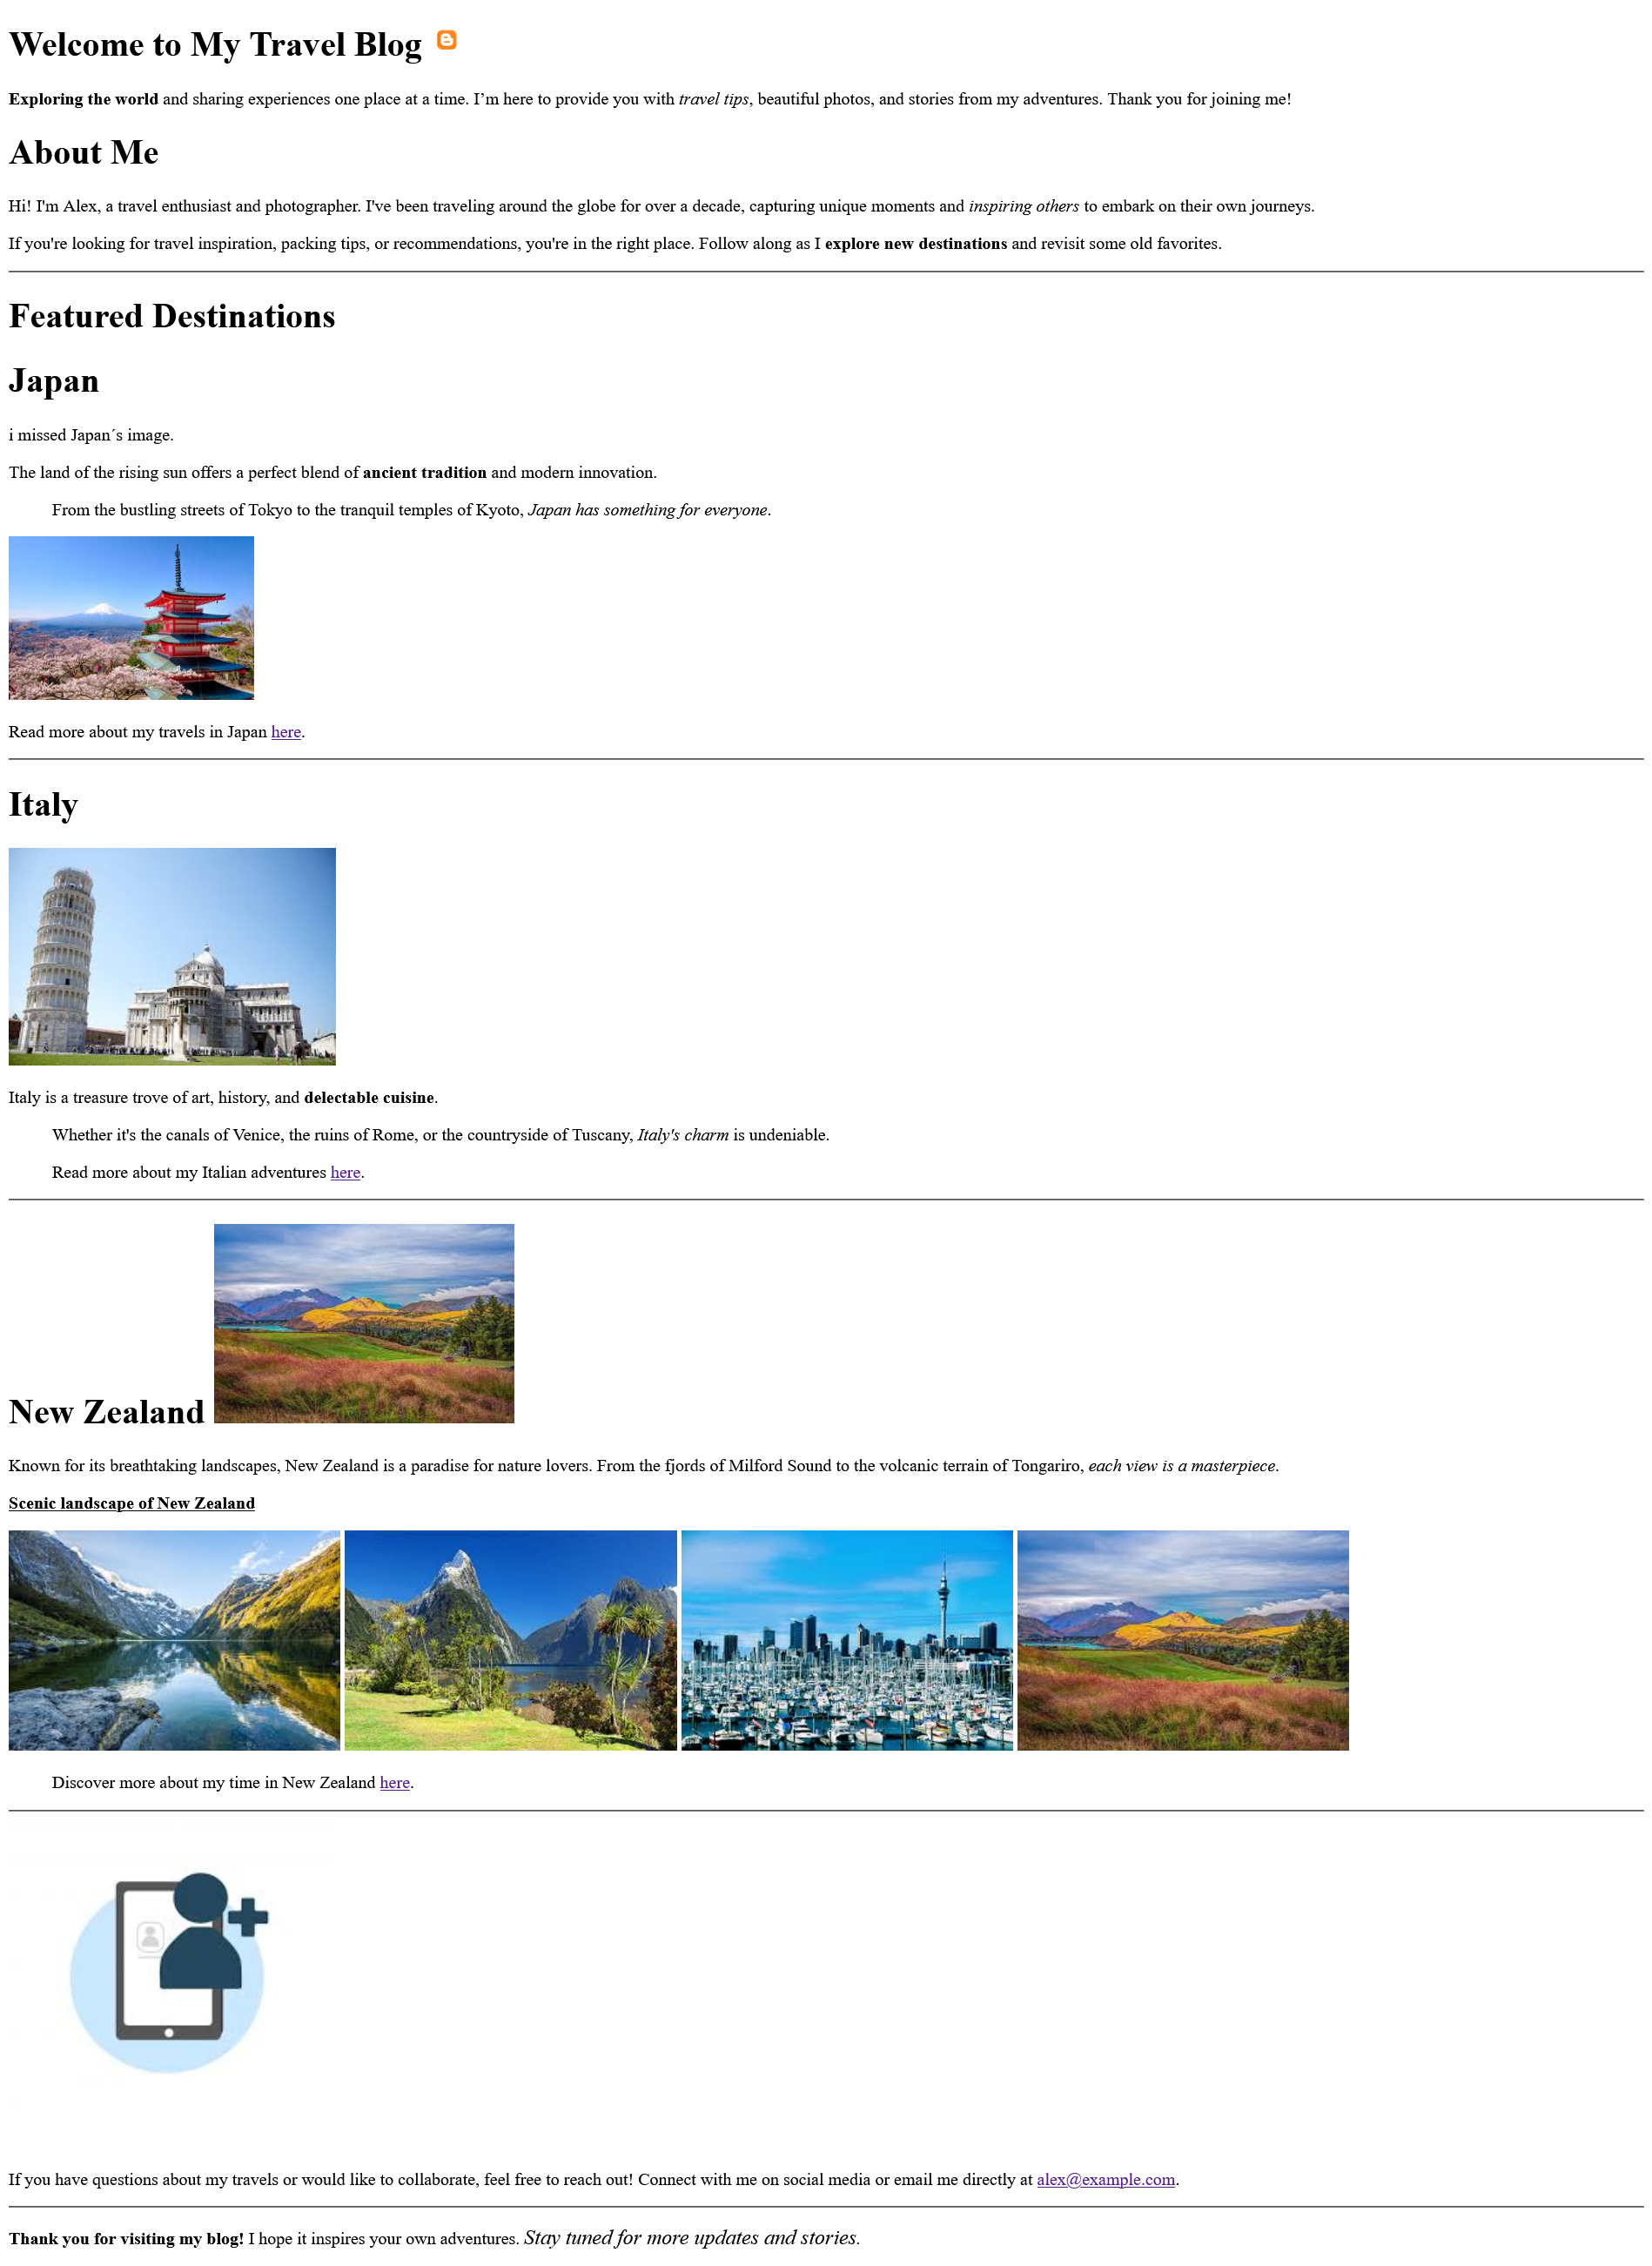 Welcome to My Travel Blog
Exploring the world and sharing experiences one place at a time. I’m here to provide you with travel tips, beautiful photos, and stories from my adventures. Thank you for joining me!
About Me
Hi! I'm Alex, a travel enthusiast and photographer. I've been traveling around the globe for over a decade, capturing unique moments and inspiring others to embark on their own journeys.
If you're looking for travel inspiration, packing tips, or recommendations, you're in the right place. Follow along as I explore new destinations and revisit some old favorites.
Featured Destinations
Japan
i missed Japan´s image.
The land of the rising sun offers a perfect blend of ancient tradition and modern innovation.
From the bustling streets of Tokyo to the tranquil temples of Kyoto, Japan has something for everyone.
Read more about my travels in Japan here.
Italy
Italy is a treasure trove of art, history, and delectable cuisine.
Whether it's the canals of Venice, the ruins of Rome, or the countryside of Tuscany, Italy's charm is undeniable.
Read more about my Italian adventures here.
New Zealand
Known for its breathtaking landscapes, New Zealand is a paradise for nature lovers. From the fjords of Milford Sound to the volcanic terrain of Tongariro, each view is a masterpiece.
Scenic landscape of New Zealand
Discover more about my time in New Zealand here.
If you have questions about my travels or would like to collaborate, feel free to reach out! Connect with me on social media or email me directly at alex@example.com.
Thank you for visiting my blog! I hope it inspires your own adventures. Stay tuned for more updates and stories.